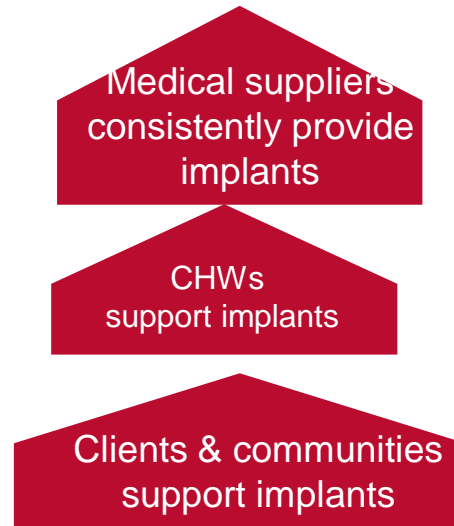 Medical suppliers
consistently provide
implants
CHWs
support implants
Clients & communities
support implants